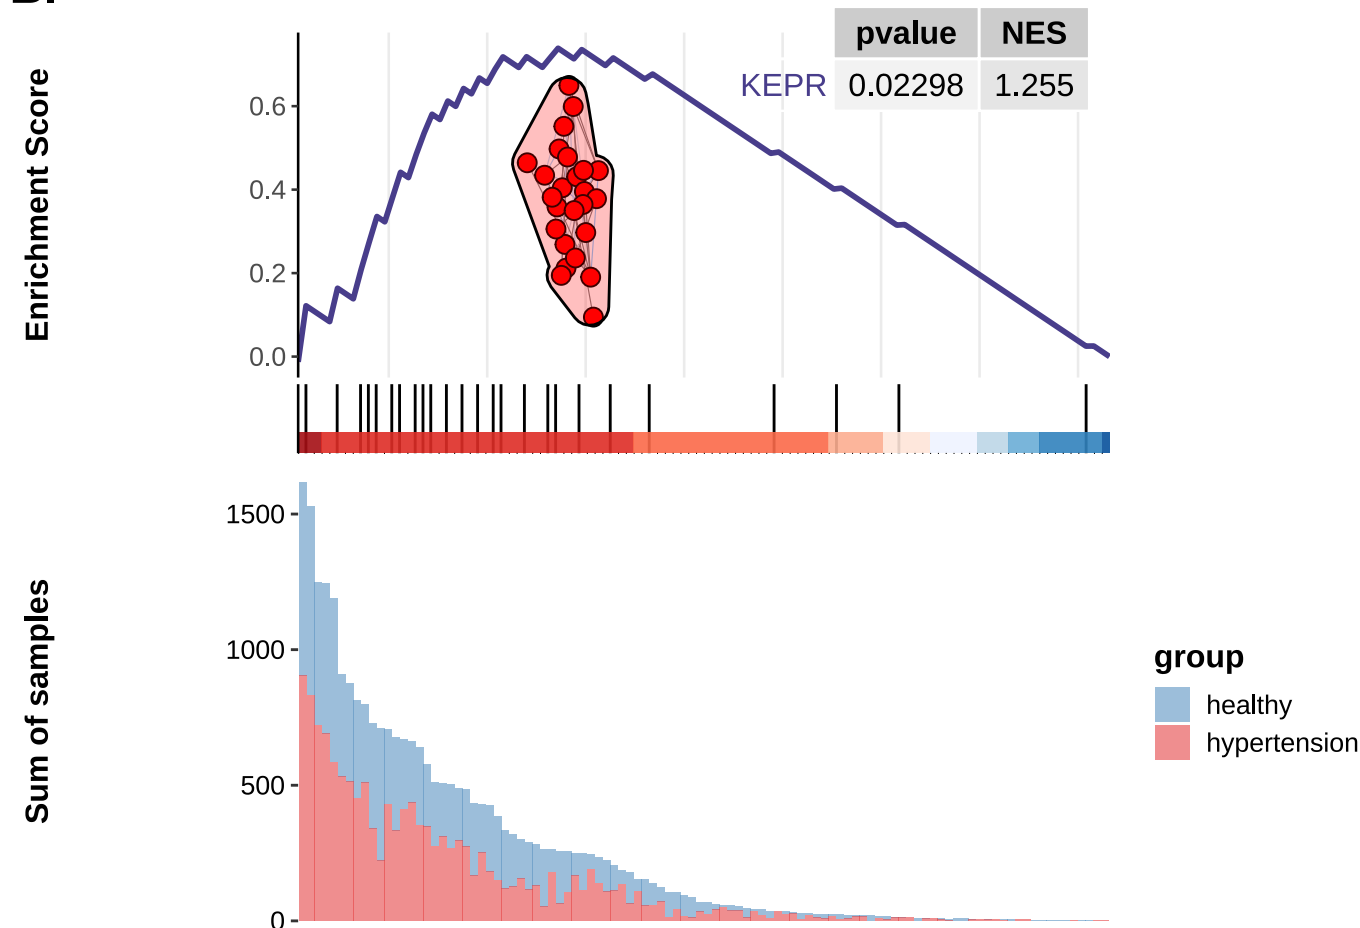 pvalue NES
KEPR 0.02298 1.255
Enrichment Score
0.6
0.4
0.2
0.0
Sum of samples
1500
1000
500
0
group
healthy
hypertension